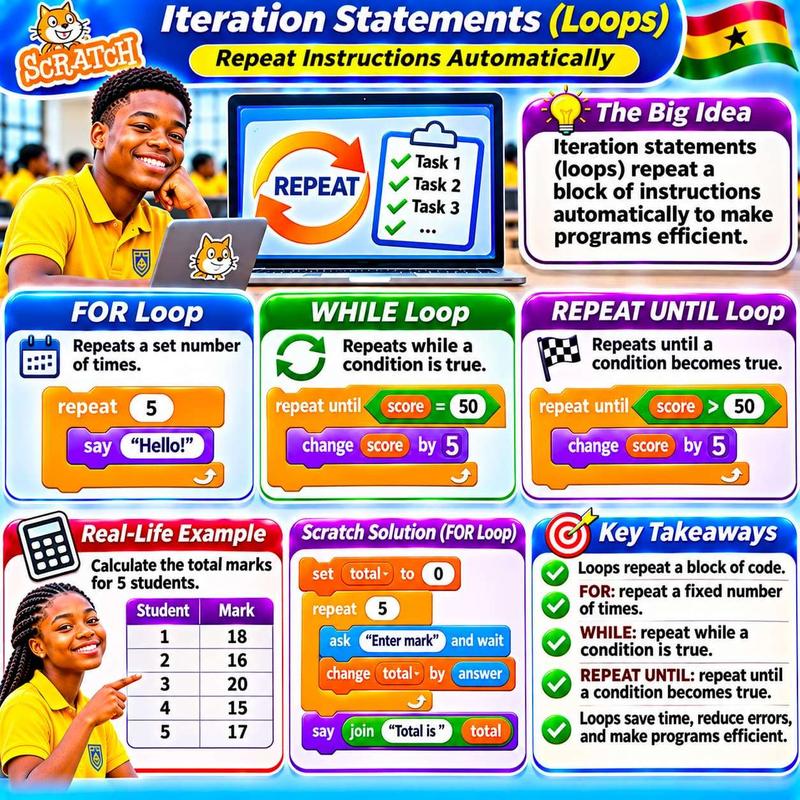 SCRATCH
Iteration Statements (Loops)
Repeat Instructions Automatically
REPEAT
Task 1
Task 2
Task 3
...
The Big Idea
Iteration statements
(loops) repeat a
block of instructions
automatically to make
programs efficient.
FOR Loop
Repeats a set number
of times.
repeat 5
say "Hello!"
WHILE Loop
Repeats while a
condition is true.
repeat until score = 50
change score by 5
REPEAT UNTIL Loop
Repeats until a
condition becomes true.
repeat until score > 50
change score by 5
Real-Life Example
Calculate the total marks
for 5 students.
Student Mark
1 18
2 16
3 20
4 15
5 17
Scratch Solution (FOR Loop)
set total to 0
repeat 5
ask "Enter mark" and wait
change total by answer
say join "Total is " total
Key Takeaways
Loops repeat a block of code.
FOR: repeat a fixed number
of times.
WHILE: repeat while a
condition is true.
REPEAT UNTIL: repeat until
a condition becomes true.
Loops save time, reduce errors,
and make programs efficient.